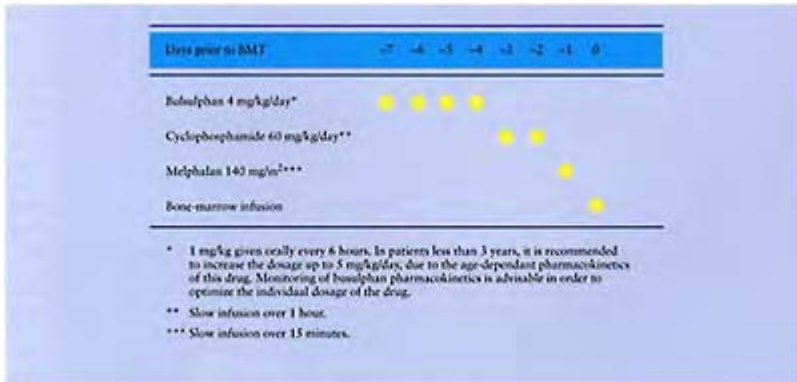 Days prior to BMT -7 -6 -5 -4 -3 -2 -1 0
Bolsulphan 4 mg/kg/day*
Cyclophosphamide 60 mg/kg/day**
Melphalan 140 mg/m²***
Bone-marrow infusion
* 1 mg/kg given orally every 6 hours. In patients less than 3 years, it is recommended
to increase the dosage up to 5 mg/kg/day, due to the age-dependant pharmacokinetics
of this drug. Monitoring of busulphan pharmacokinetics is advisable in order to
optimize the individual dosage of the drug.
** Slow infusion over 1 hour.
*** Slow infusion over 15 minutes.